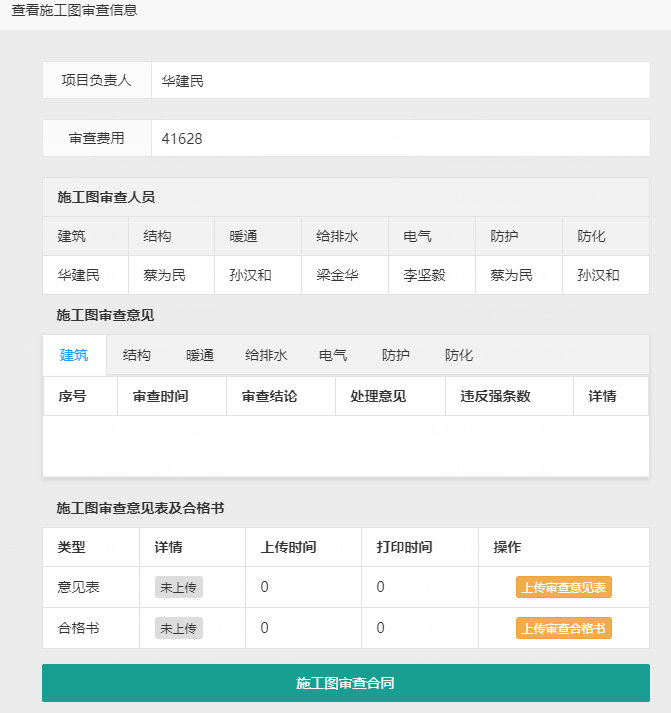 查看施工图审查信息
项目负责人 华建民
审查费用 41628
施工图审查人员
建筑 结构 暖通 给排水 电气 防护 防化
华建民 蔡为民 孙汉和 梁金华 李坚毅 蔡为民 孙汉和
施工图审查意见
建筑 结构 暖通 给排水 电气 防护 防化
序号 审查时间 审查结论 处理意见 违反强条数 详情
施工图审查意见表及合格书
类型 详情 上传时间 打印时间 操作
意见表 未上传 0 0 上传审查意见表
合格书 未上传 0 0 上传审查合格书
施工图审查合同